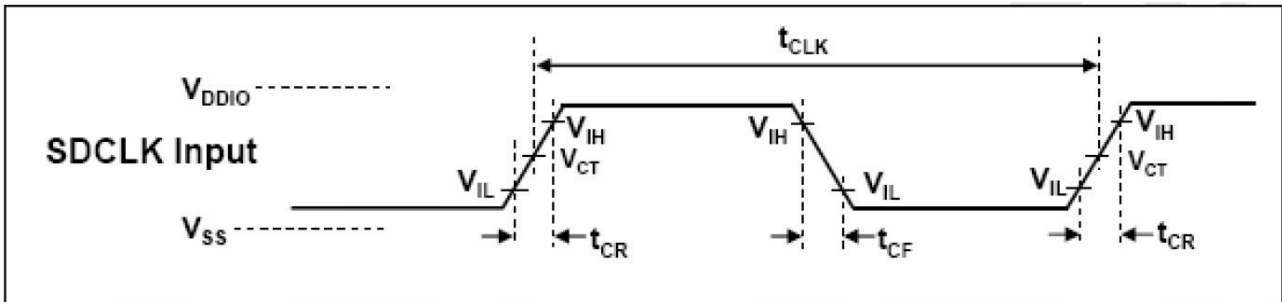 tCLK
VDDIO
SDCLK Input
VIH VIH VIH
VCT VCT
VIL VIL VIL
VSS
tCR tCF tCR